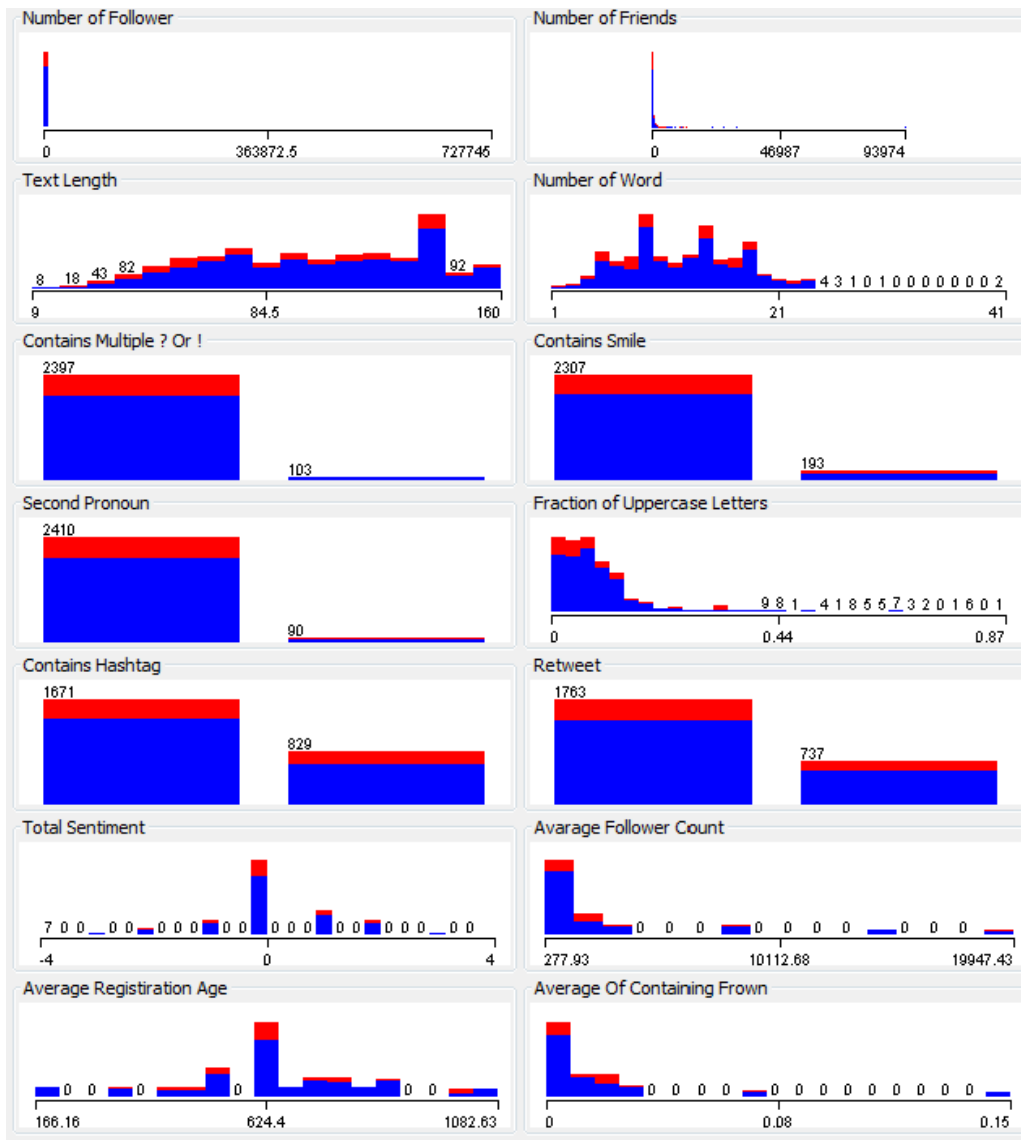 Number of Follower
0 363872.5 727745
Number of Friends
0 46987 93974
Text Length
8 18 43 82 92
9 84.5 160
Number of Word
4 3 1 0 1 0 0 0 0 0 0 0 2
1 21 41
Contains Multiple ? Or !
2397
103
Contains Smile
2307
193
Second Pronoun
2410
90
Fraction of Uppercase Letters
9 8 1 4 1 8 5 5 7 3 2 0 1 6 0 1
0 0.44 0.87
Contains Hashtag
1671
829
Retweet
1763
737
Total Sentiment
7 0 0 0 0 0 0 0 0 0 0 0 0 0 0 0 0 0 0 0 0
-4 0 4
Avarage Follower Count
0 0 0 0 0 0 0 0 0 0
277.93 10112.68 19947.43
Average Registiration Age
0 0 0 0 0 0
166.16 624.4 1082.63
Average Of Containing Frown
0 0 0 0 0 0 0 0 0 0 0 0 0
0 0.08 0.15